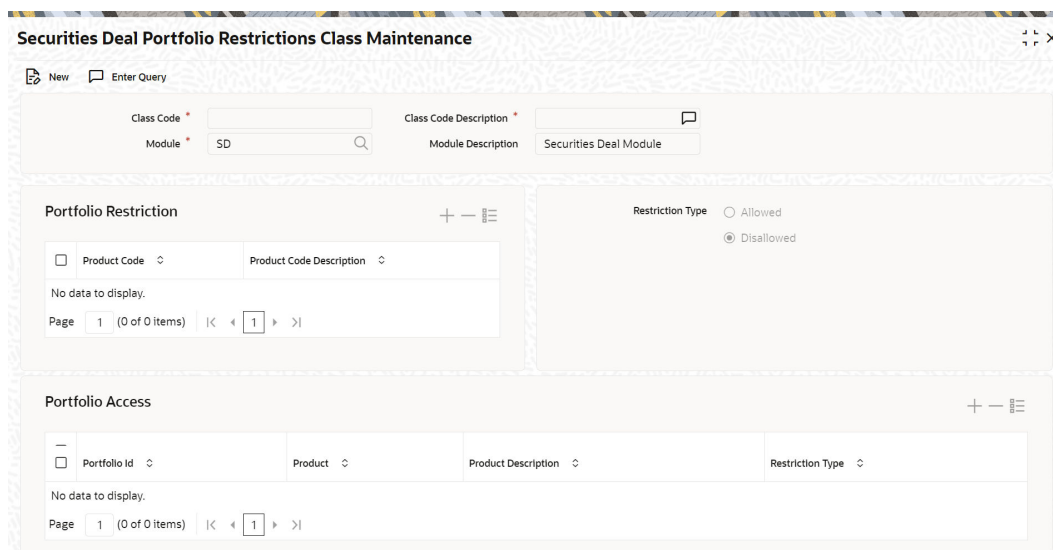 Securities Deal Portfolio Restrictions Class Maintenance
New Enter Query
Class Code * Class Code Description *
Module * SD Module Description Securities Deal Module
Portfolio Restriction
Restriction Type Allowed
Disallowed
Product Code Product Code Description
No data to display.
Page 1 (0 of 0 items) 1
Portfolio Access
Portfolio Id Product Product Description Restriction Type
No data to display.
Page 1 (0 of 0 items) 1